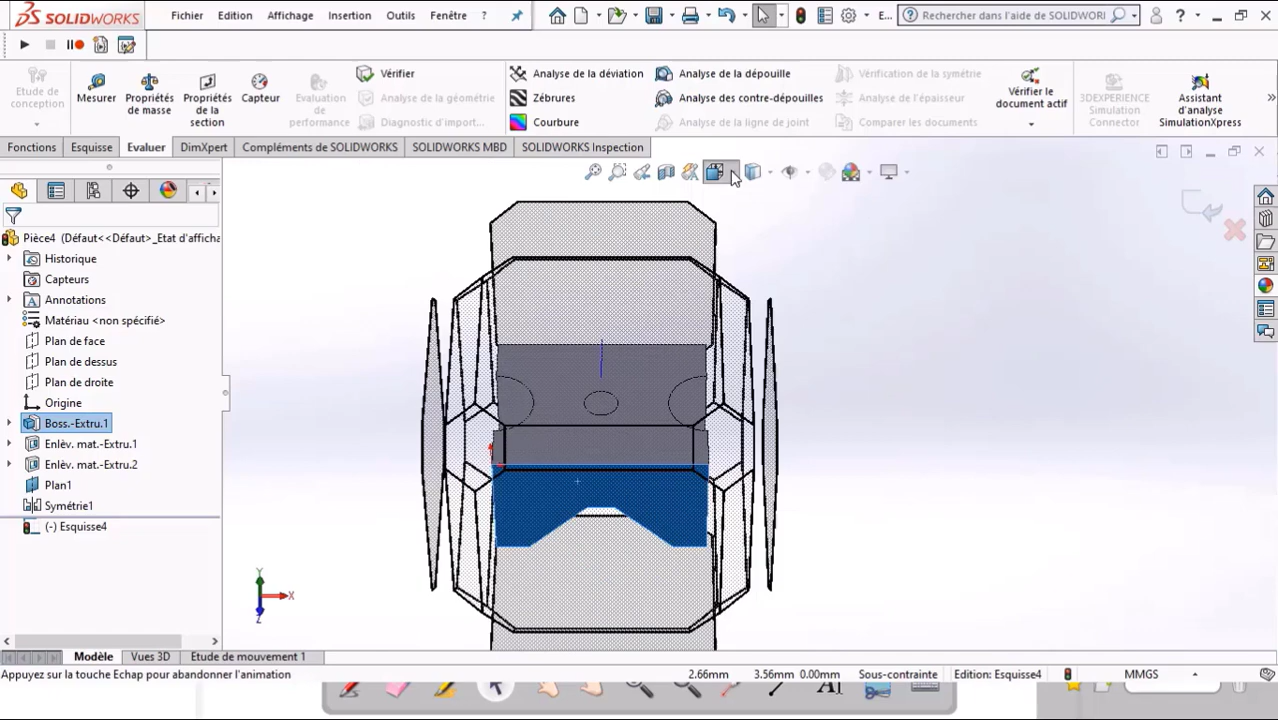 SOLIDWORKS Fichier Edition Affichage Insertion Outils Fenêtre ? E... Rechercher dans l'aide de SOLIDWORI ?
Etude de conception
Mesurer
Propriétés de masse
Propriétés de la section
Capteur
Evaluation de performance
Vérifier
Analyse de la géométrie
Diagnostic d'import...
Analyse de la déviation
Zébrures
Courbure
Analyse de la dépouille
Analyse des contre-dépouilles
Analyse de la ligne de joint
Vérification de la symétrie
Analyse de l'épaisseur
Comparer les documents
Vérifier le document actif
3DEXPERIENCE Simulation Connector
Assistant d'analyse SimulationXpress
Fonctions Esquisse Evaluer DimXpert Compléments de SOLIDWORKS SOLIDWORKS MBD SOLIDWORKS Inspection
Pièce4 (Défaut<<Défaut>_Etat d'afficha
Historique
Capteurs
Annotations
Matériau <non spécifié>
Plan de face
Plan de dessus
Plan de droite
Origine
Boss.-Extru.1
Enlèv. mat.-Extru.1
Enlèv. mat.-Extru.2
Plan1
Symétrie1
(-) Esquisse4
Y
X
Z
Modèle Vues 3D Etude de mouvement 1
Appuyez sur la touche Echap pour abandonner l'animation 2.66mm 3.56mm 0.00mm Sous-contrainte Edition: Esquisse4 MMGS